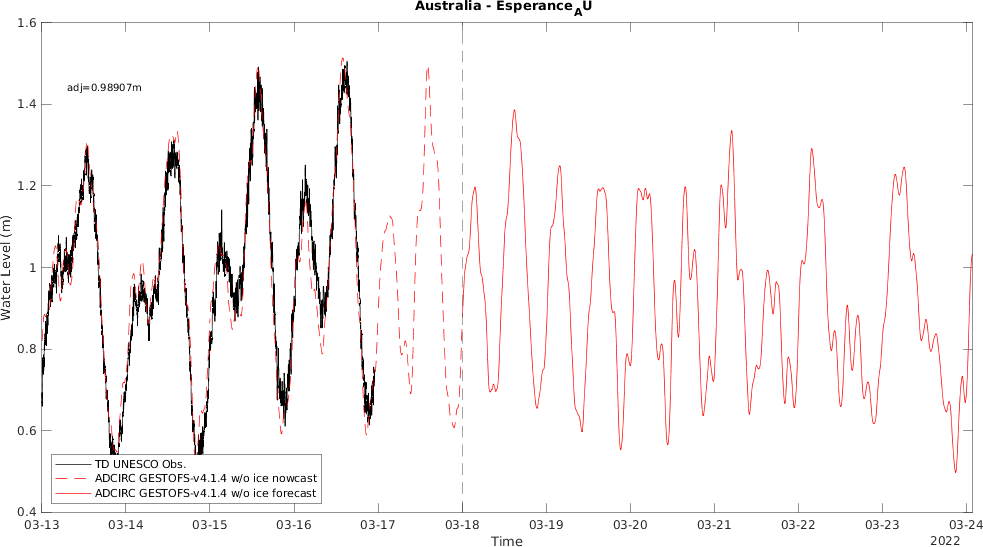 Australia - Esperance_AU
1.6
adj=0.98907m
1.4
1.2
1
0.8
0.6
0.4
Water Level (m)
TD UNESCO Obs.
ADCIRC GESTOFS-v4.1.4 w/o ice nowcast
ADCIRC GESTOFS-v4.1.4 w/o ice forecast
03-13 03-14 03-15 03-16 03-17 03-18 03-19 03-20 03-21 03-22 03-23 03-24
Time
2022